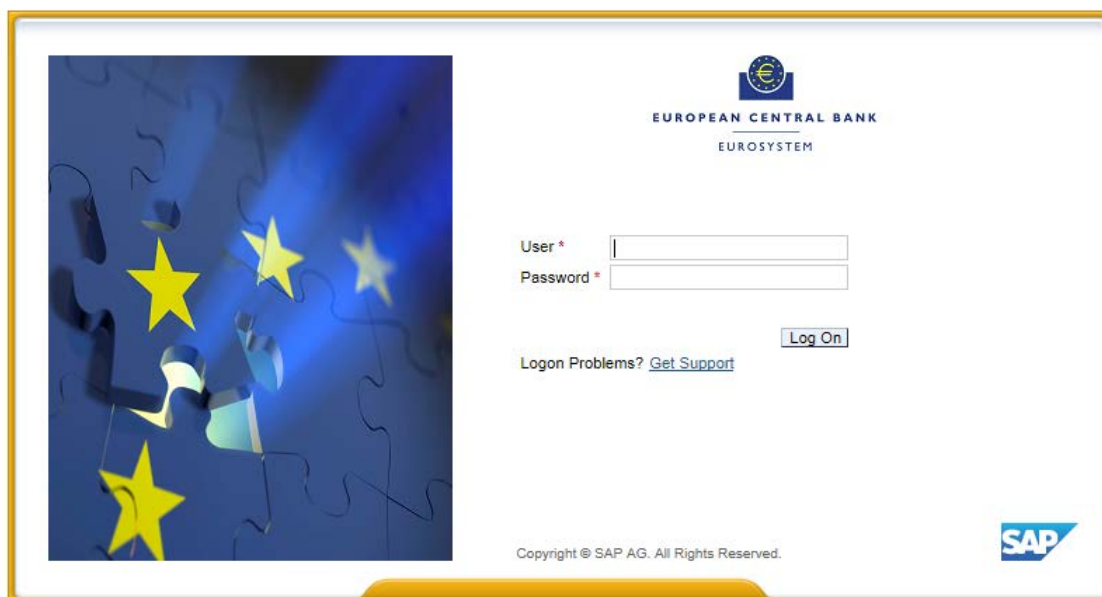 EUROPEAN CENTRAL BANK
EUROSYSTEM
User *
Password *
Log On
Logon Problems? Get Support
Copyright © SAP AG. All Rights Reserved.
SAP